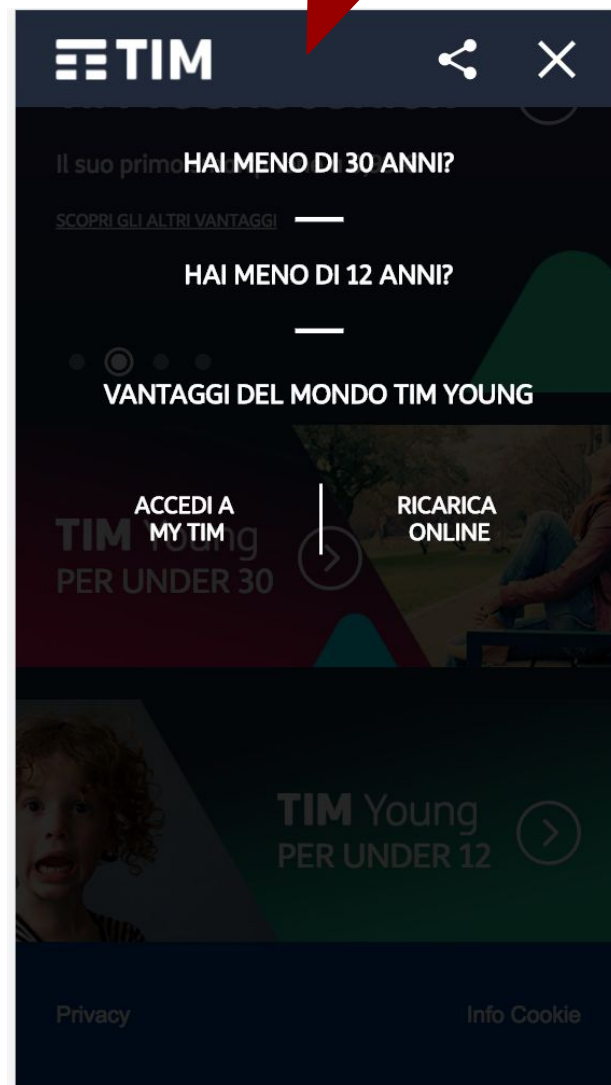 TIM
HAI MENO DI 30 ANNI?
Il suo primo
SCOPRI GLI ALTRI VANTAGGI
HAI MENO DI 12 ANNI?
VANTAGGI DEL MONDO TIM YOUNG
ACCEDI A
MY TIM
RICARICA
ONLINE
TIM Young
PER UNDER 30
TIM Young
PER UNDER 12
Privacy
Info Cookie